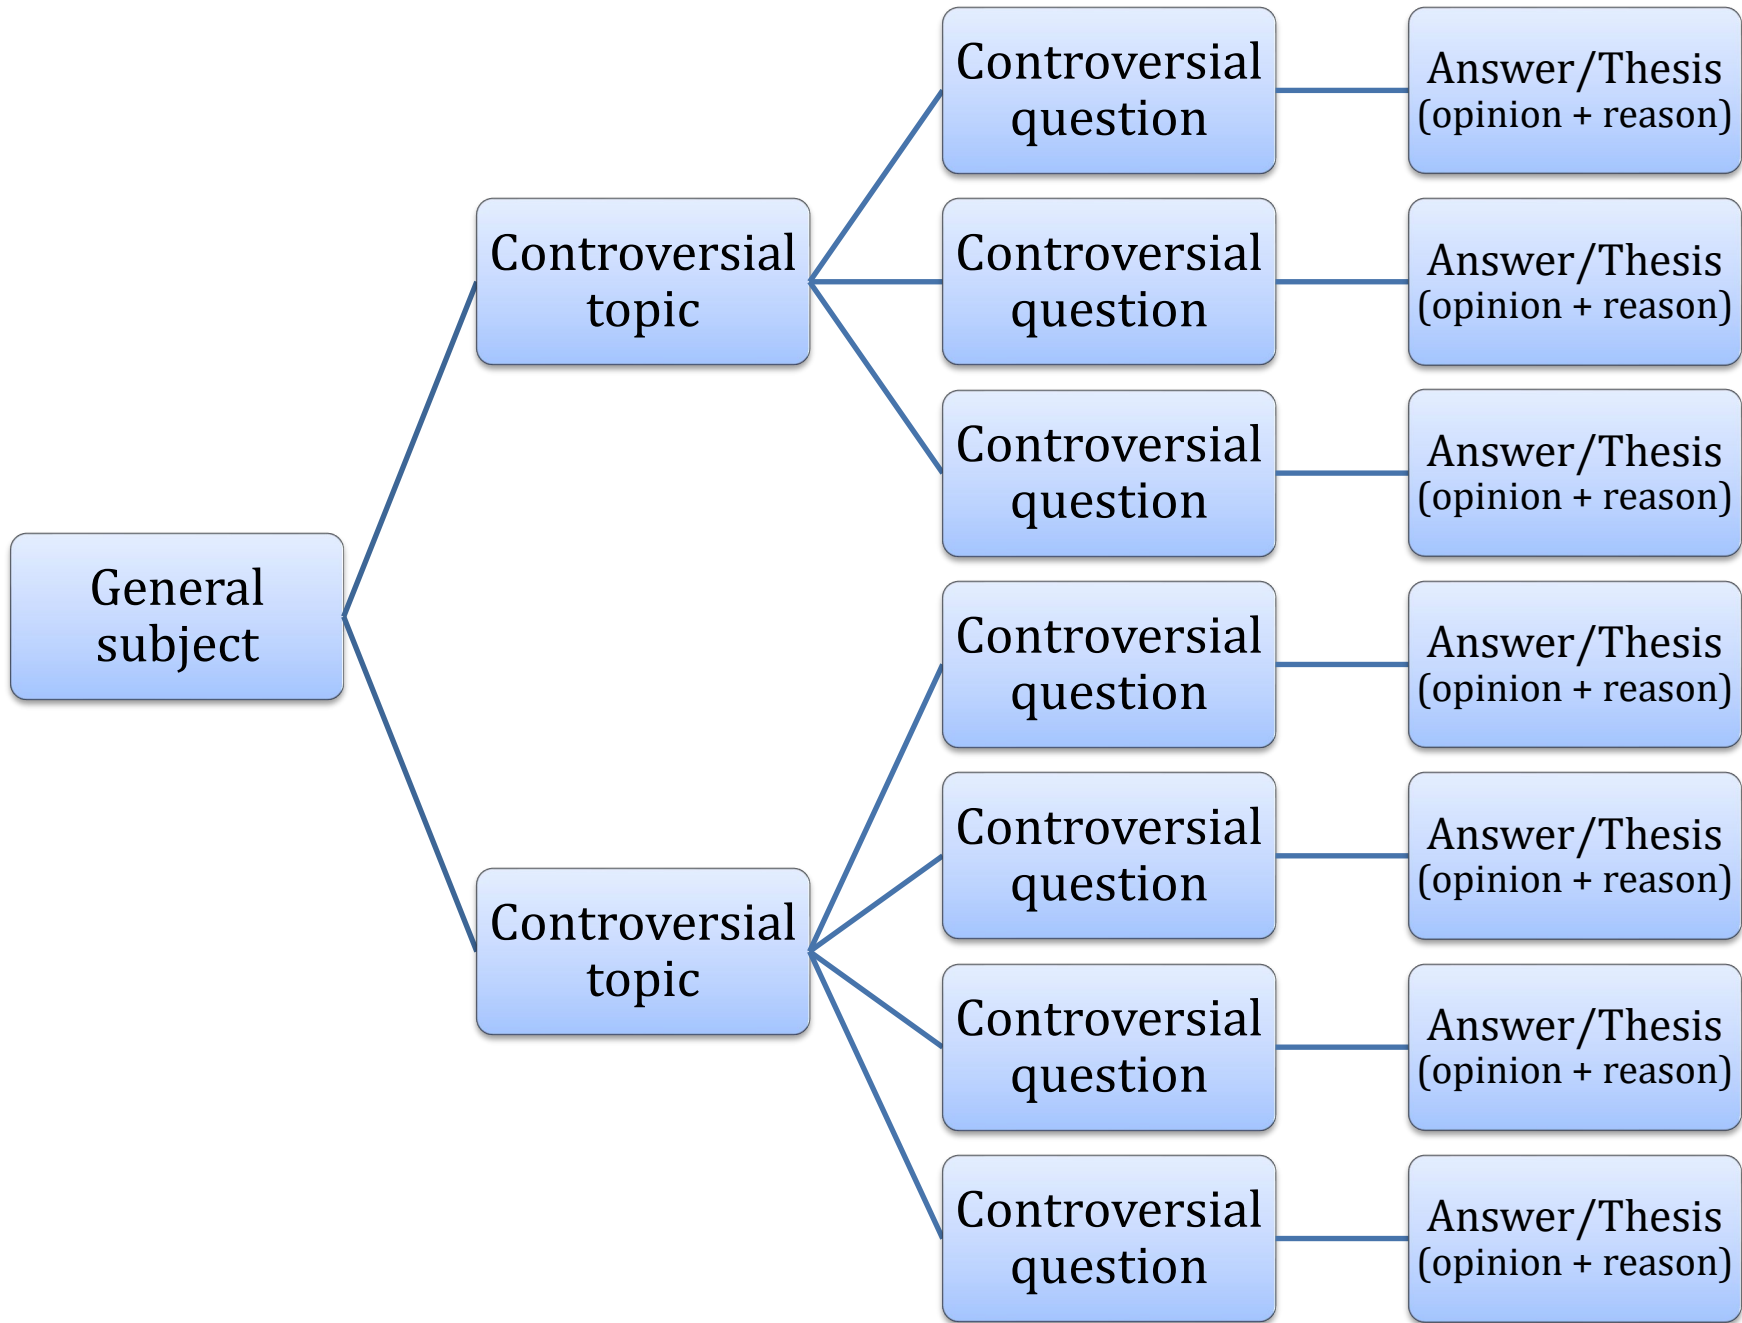 General
subject
Controversial
topic
Controversial
question
Answer/Thesis
(opinion + reason)
Controversial
question
Answer/Thesis
(opinion + reason)
Controversial
question
Answer/Thesis
(opinion + reason)
Controversial
topic
Controversial
question
Answer/Thesis
(opinion + reason)
Controversial
question
Answer/Thesis
(opinion + reason)
Controversial
question
Answer/Thesis
(opinion + reason)
Controversial
question
Answer/Thesis
(opinion + reason)